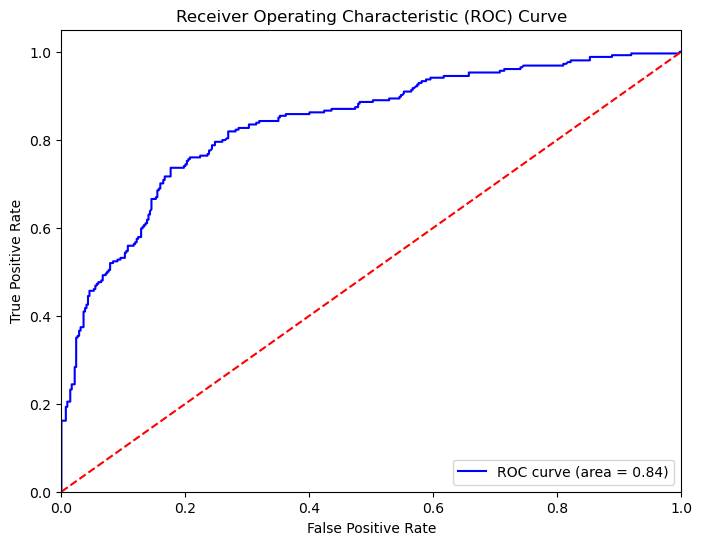 Receiver Operating Characteristic (ROC) Curve
1.0
0.8
0.6
0.4
0.2
0.0
True Positive Rate
ROC curve (area = 0.84)
0.0 0.2 0.4 0.6 0.8 1.0
False Positive Rate